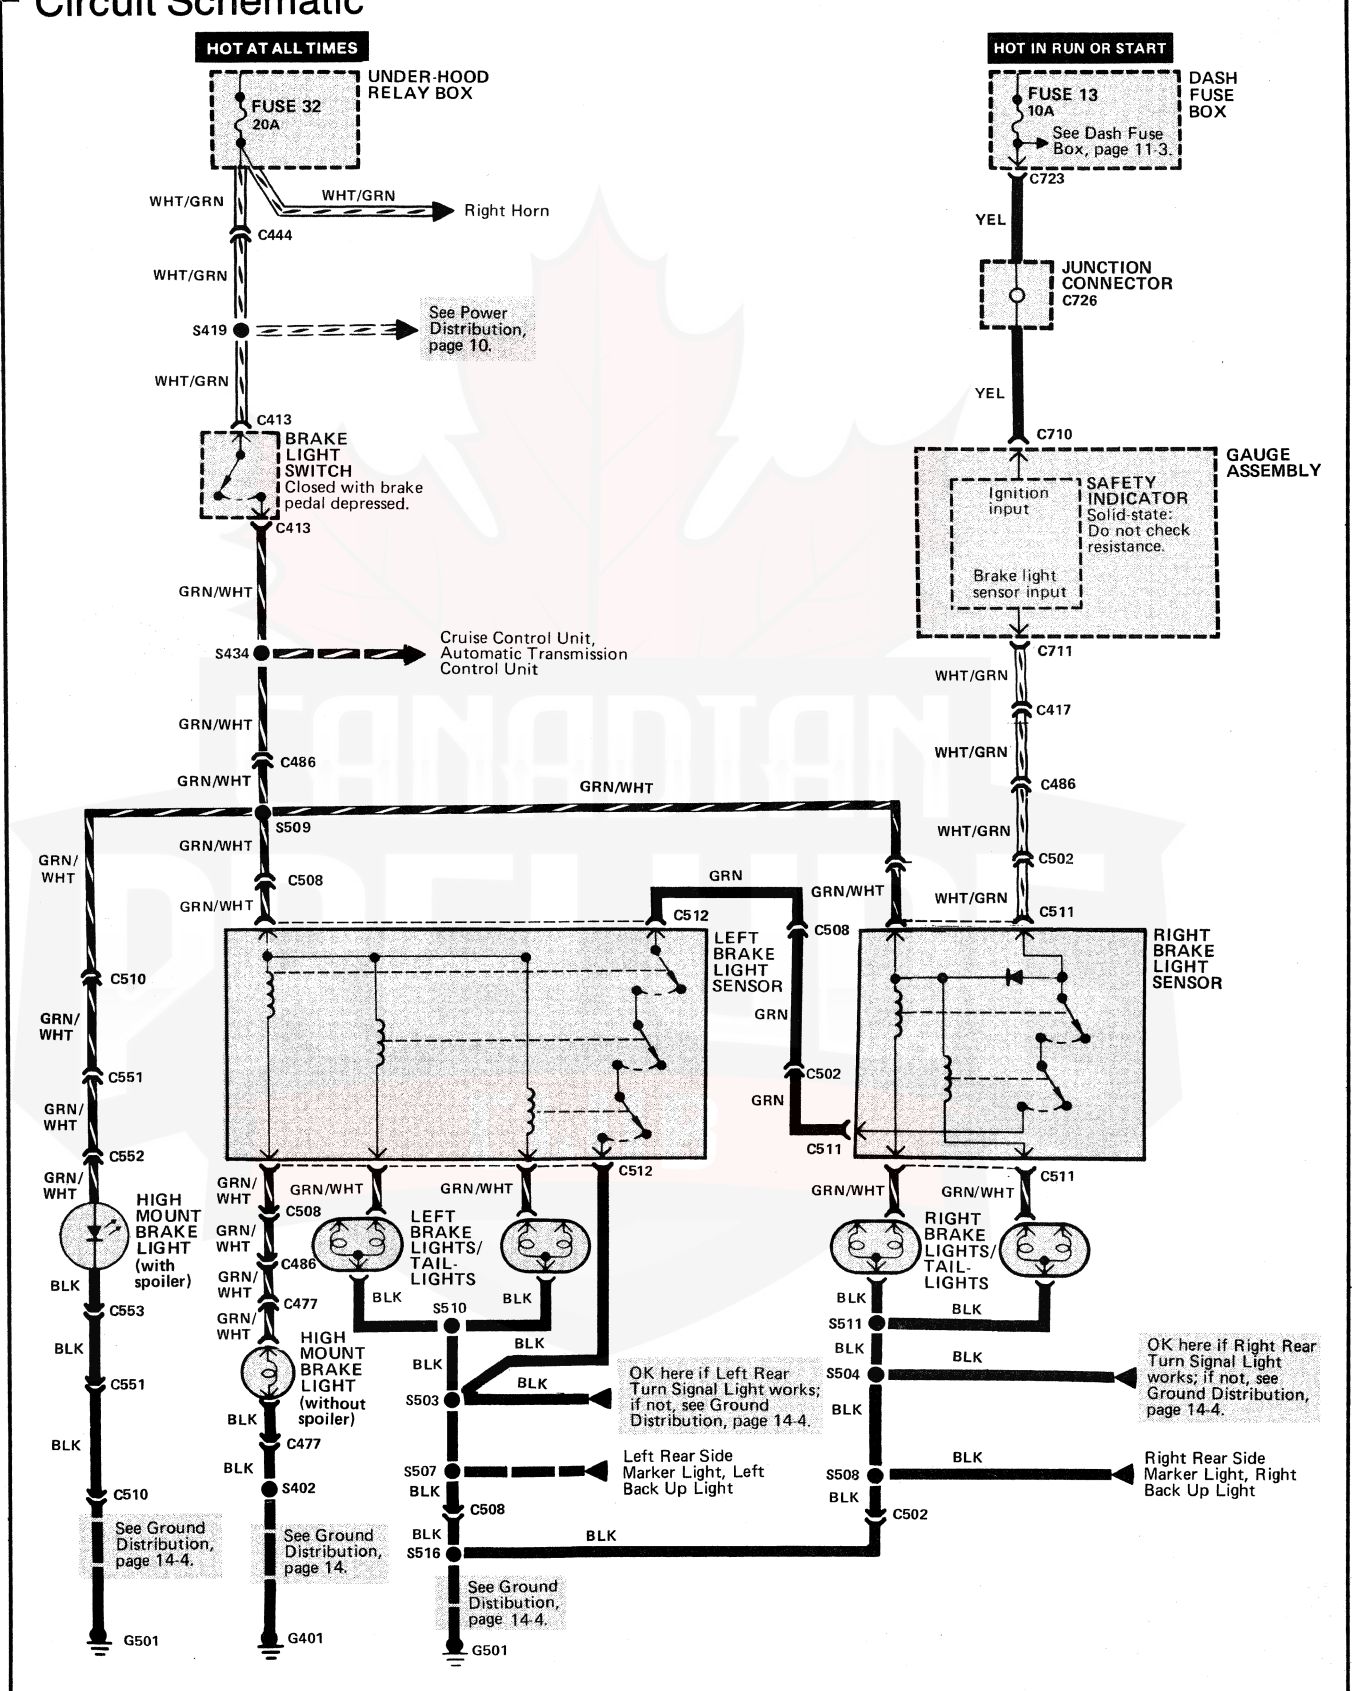 Circuit Schematic
HOT AT ALL TIMES
UNDER-HOOD
RELAY BOX
FUSE 32
20A
WHT/GRN
WHT/GRN
Right Horn
C444
WHT/GRN
S419
See Power
Distribution,
page 10.
WHT/GRN
C413
BRAKE
LIGHT
SWITCH
Closed with brake
pedal depressed.
C413
GRN/WHT
S434
Cruise Control Unit,
Automatic Transmission
Control Unit
GRN/WHT
C486
GRN/WHT
GRN/WHT
S509
GRN/WHT
C508
GRN/WHT
HOT IN RUN OR START
DASH
FUSE
BOX
FUSE 13
10A
See Dash Fuse
Box, page 11-3.
C723
YEL
JUNCTION
CONNECTOR
C726
YEL
C710
GAUGE
ASSEMBLY
Ignition
input
SAFETY
INDICATOR
Solid-state:
Do not check
resistance.
Brake light
sensor input
C711
WHT/GRN
C417
WHT/GRN
C486
WHT/GRN
C502
WHT/GRN
C511
GRN/WHT
CANADIAN
PRELUDE
CLUB
GRN/
WHT
C510
GRN/
WHT
C551
GRN/
WHT
C552
GRN/
WHT
HIGH
MOUNT
BRAKE
LIGHT
(with
spoiler)
BLK
C553
BLK
C551
BLK
C510
See Ground
Distribution,
page 14-4.
G501
GRN
C512
C508
LEFT
BRAKE
LIGHT
SENSOR
GRN
C502
GRN
C511
RIGHT
BRAKE
LIGHT
SENSOR
C512
C511
GRN/
WHT
C508
GRN/
WHT
C486
GRN/
WHT
C477
GRN/
WHT
HIGH
MOUNT
BRAKE
LIGHT
(without
spoiler)
BLK
C477
BLK
S402
See Ground
Distribution,
page 14.
G401
GRN/WHT
GRN/WHT
LEFT
BRAKE
LIGHTS/
TAIL-
LIGHTS
BLK
BLK
S510
BLK
BLK
S503
BLK
OK here if Left Rear
Turn Signal Light works;
if not, see Ground
Distribution, page 14-4.
S507
Left Rear Side
Marker Light, Left
Back Up Light
BLK
C508
BLK
S516
BLK
See Ground
Distibution,
page 14-4.
G501
GRN/WHT
GRN/WHT
RIGHT
BRAKE
LIGHTS/
TAIL-
LIGHTS
BLK
S511
BLK
BLK
S504
BLK
OK here if Right Rear
Turn Signal Light
works; if not, see
Ground Distribution,
page 14-4.
BLK
S508
BLK
Right Rear Side
Marker Light, Right
Back Up Light
BLK
C502